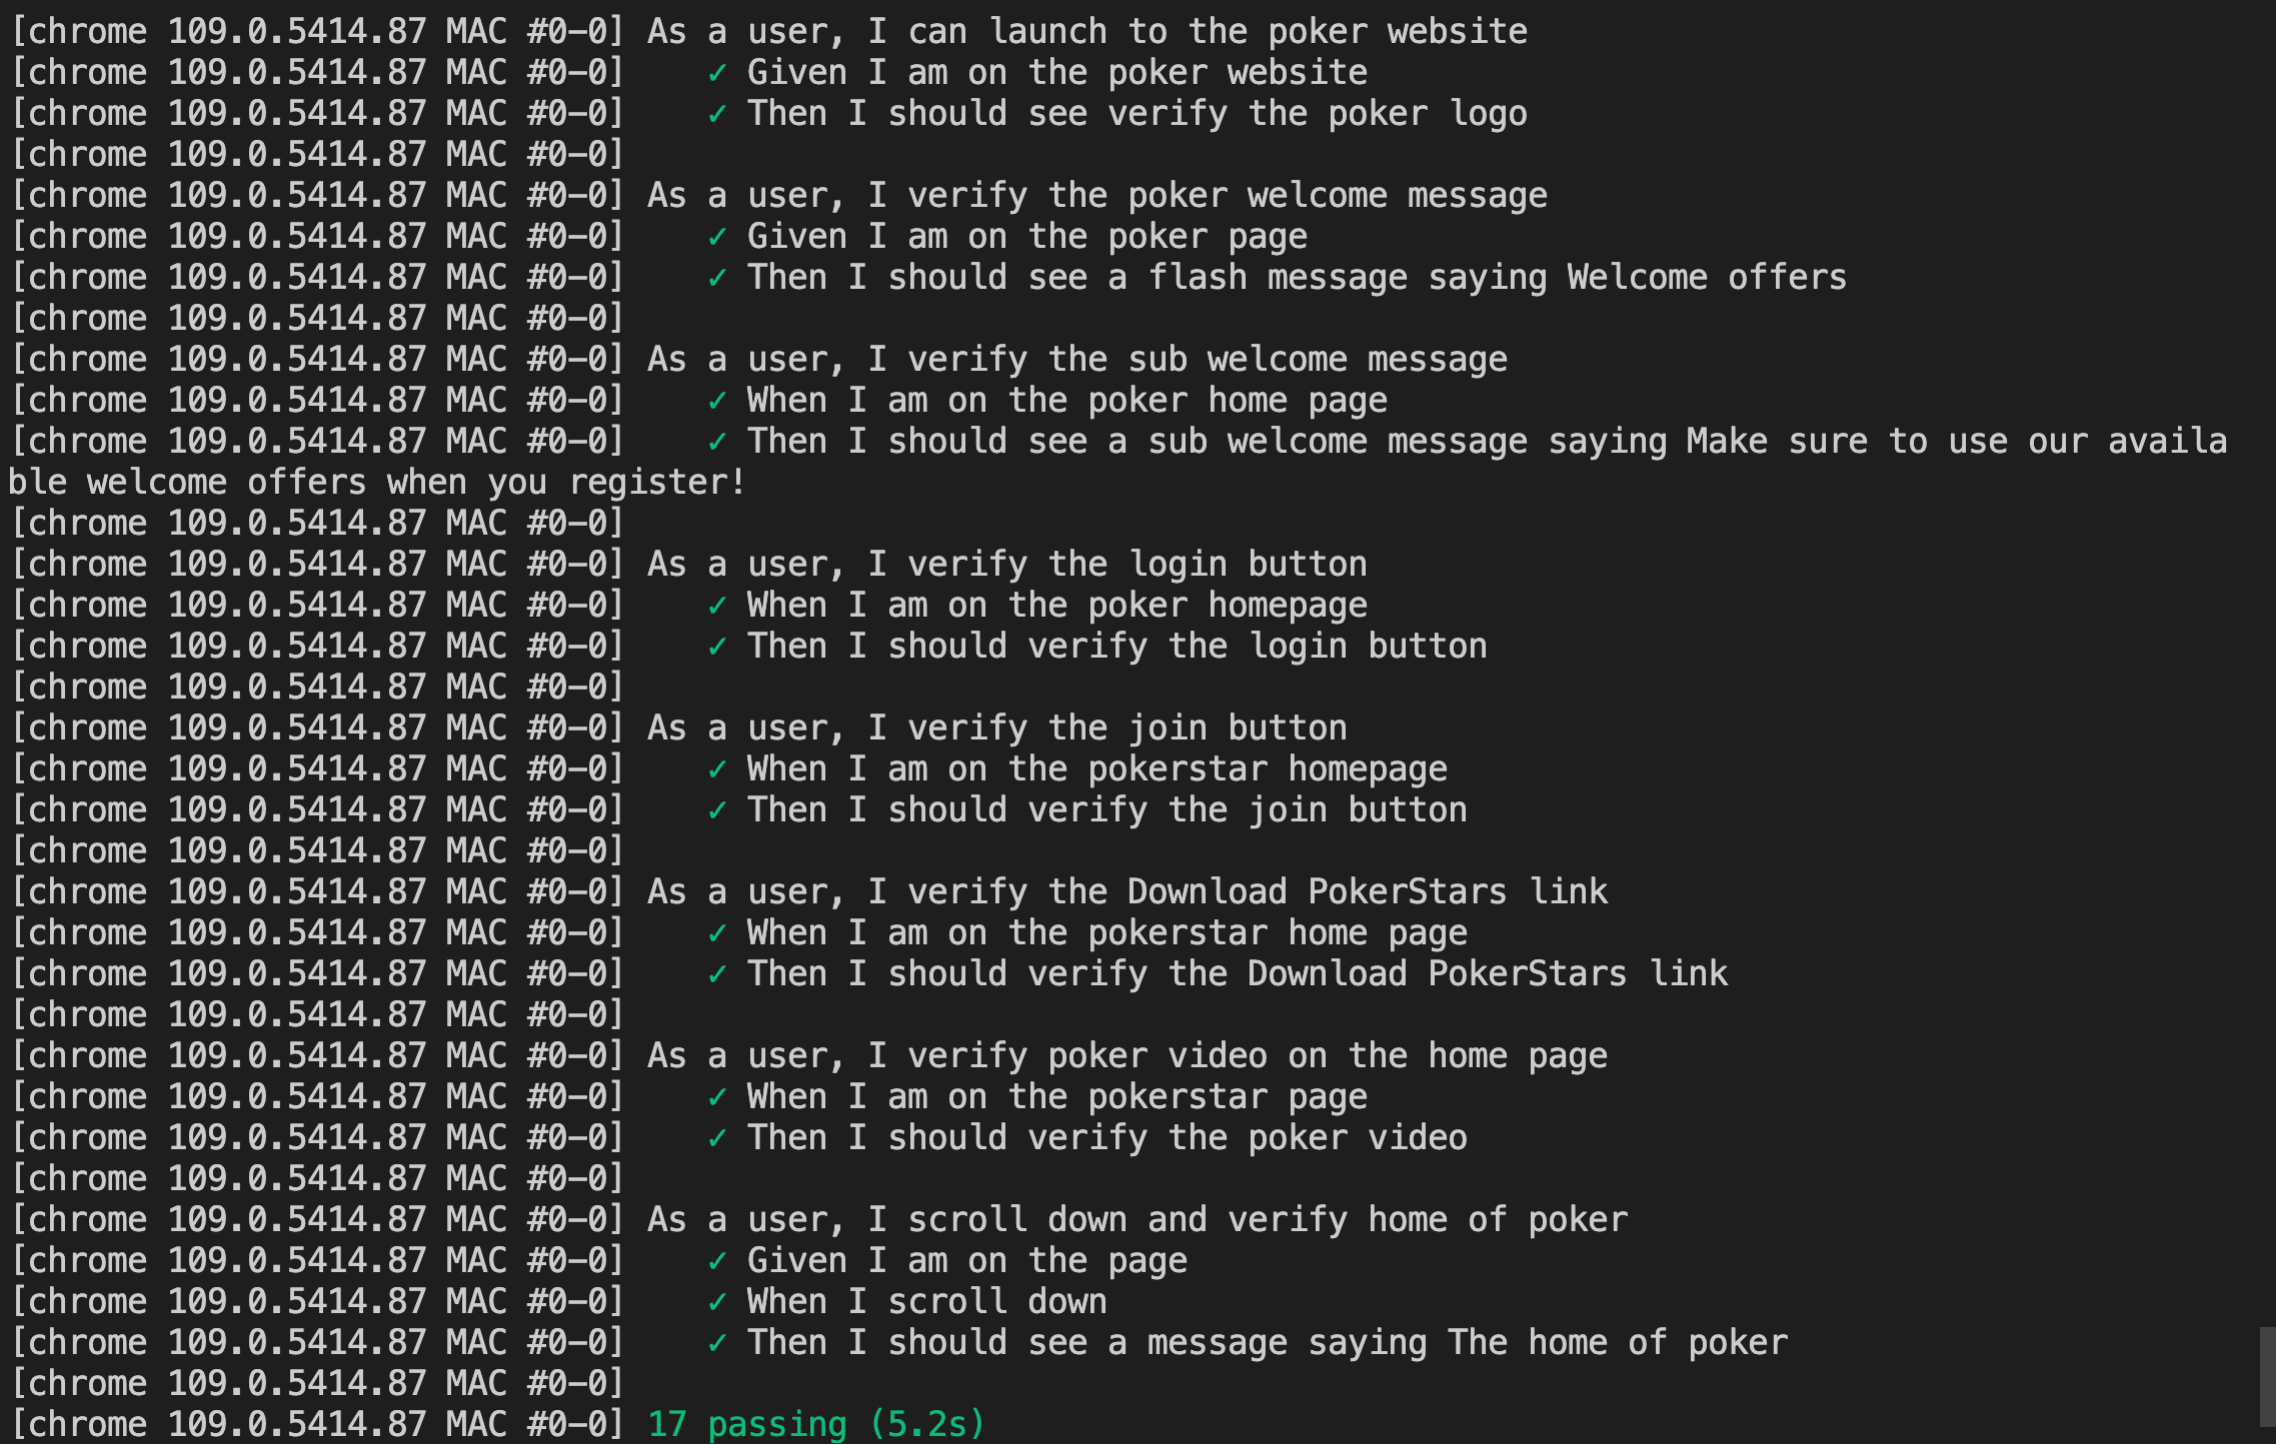 [chrome 109.0.5414.87 MAC #0-0] As a user, I can launch to the poker website
[chrome 109.0.5414.87 MAC #0-0]    ✓ Given I am on the poker website
[chrome 109.0.5414.87 MAC #0-0]    ✓ Then I should see verify the poker logo
[chrome 109.0.5414.87 MAC #0-0]
[chrome 109.0.5414.87 MAC #0-0] As a user, I verify the poker welcome message
[chrome 109.0.5414.87 MAC #0-0]    ✓ Given I am on the poker page
[chrome 109.0.5414.87 MAC #0-0]    ✓ Then I should see a flash message saying Welcome offers
[chrome 109.0.5414.87 MAC #0-0]
[chrome 109.0.5414.87 MAC #0-0] As a user, I verify the sub welcome message
[chrome 109.0.5414.87 MAC #0-0]    ✓ When I am on the poker home page
[chrome 109.0.5414.87 MAC #0-0]    ✓ Then I should see a sub welcome message saying Make sure to use our availa
ble welcome offers when you register!
[chrome 109.0.5414.87 MAC #0-0]
[chrome 109.0.5414.87 MAC #0-0] As a user, I verify the login button
[chrome 109.0.5414.87 MAC #0-0]    ✓ When I am on the poker homepage
[chrome 109.0.5414.87 MAC #0-0]    ✓ Then I should verify the login button
[chrome 109.0.5414.87 MAC #0-0]
[chrome 109.0.5414.87 MAC #0-0] As a user, I verify the join button
[chrome 109.0.5414.87 MAC #0-0]    ✓ When I am on the pokerstar homepage
[chrome 109.0.5414.87 MAC #0-0]    ✓ Then I should verify the join button
[chrome 109.0.5414.87 MAC #0-0]
[chrome 109.0.5414.87 MAC #0-0] As a user, I verify the Download PokerStars link
[chrome 109.0.5414.87 MAC #0-0]    ✓ When I am on the pokerstar home page
[chrome 109.0.5414.87 MAC #0-0]    ✓ Then I should verify the Download PokerStars link
[chrome 109.0.5414.87 MAC #0-0]
[chrome 109.0.5414.87 MAC #0-0] As a user, I verify poker video on the home page
[chrome 109.0.5414.87 MAC #0-0]    ✓ When I am on the pokerstar page
[chrome 109.0.5414.87 MAC #0-0]    ✓ Then I should verify the poker video
[chrome 109.0.5414.87 MAC #0-0]
[chrome 109.0.5414.87 MAC #0-0] As a user, I scroll down and verify home of poker
[chrome 109.0.5414.87 MAC #0-0]    ✓ Given I am on the page
[chrome 109.0.5414.87 MAC #0-0]    ✓ When I scroll down
[chrome 109.0.5414.87 MAC #0-0]    ✓ Then I should see a message saying The home of poker
[chrome 109.0.5414.87 MAC #0-0]
[chrome 109.0.5414.87 MAC #0-0] 17 passing (5.2s)